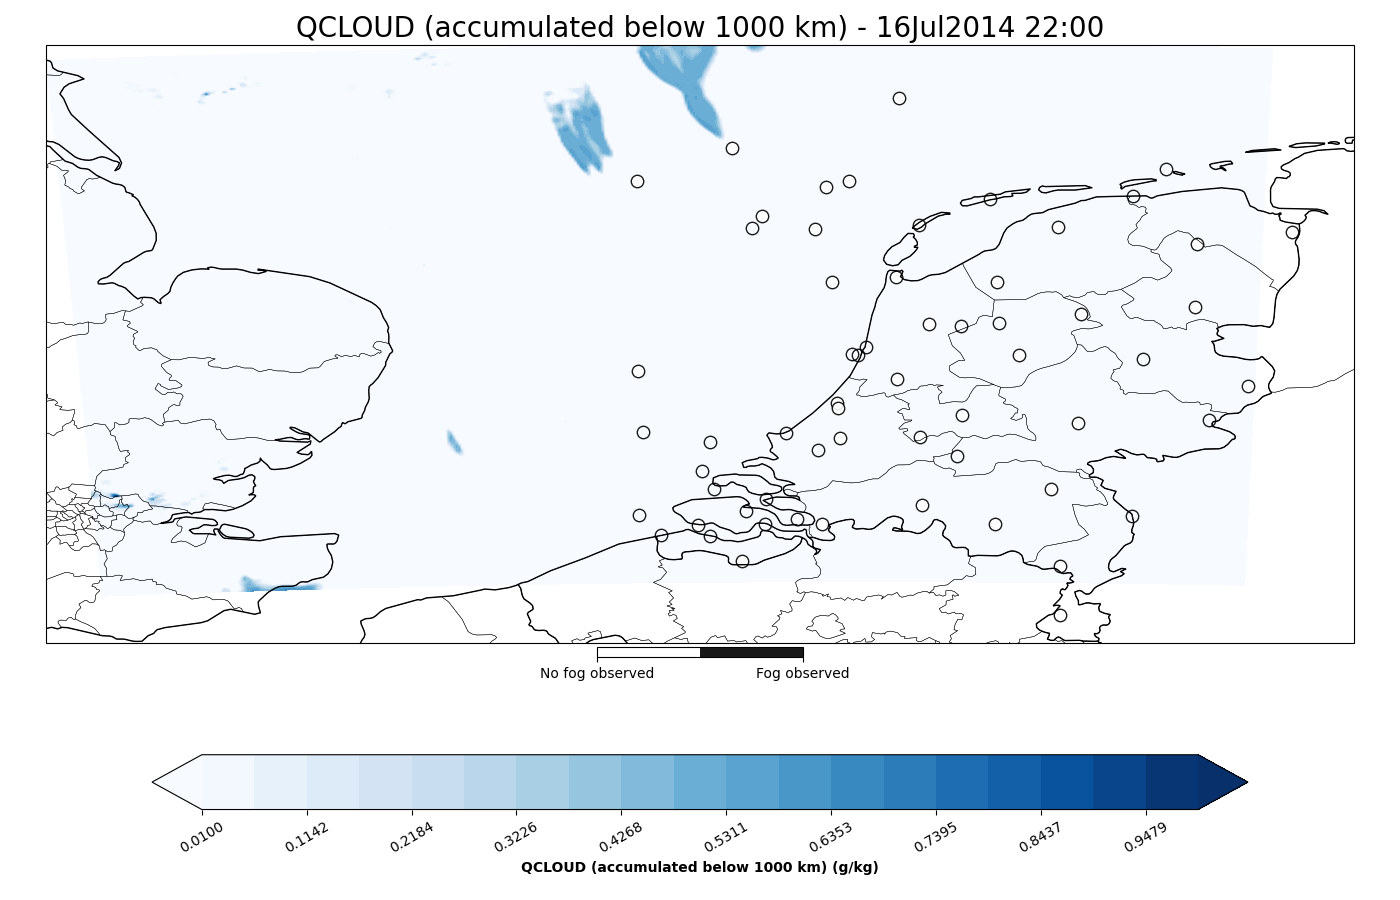 QCLOUD (accumulated below 1000 km) - 16Jul2014 22:00
No fog observed Fog observed
0.0100 0.1142 0.2184 0.3226 0.4268 0.5311 0.6353 0.7395 0.8437 0.9479
QCLOUD (accumulated below 1000 km) (g/kg)